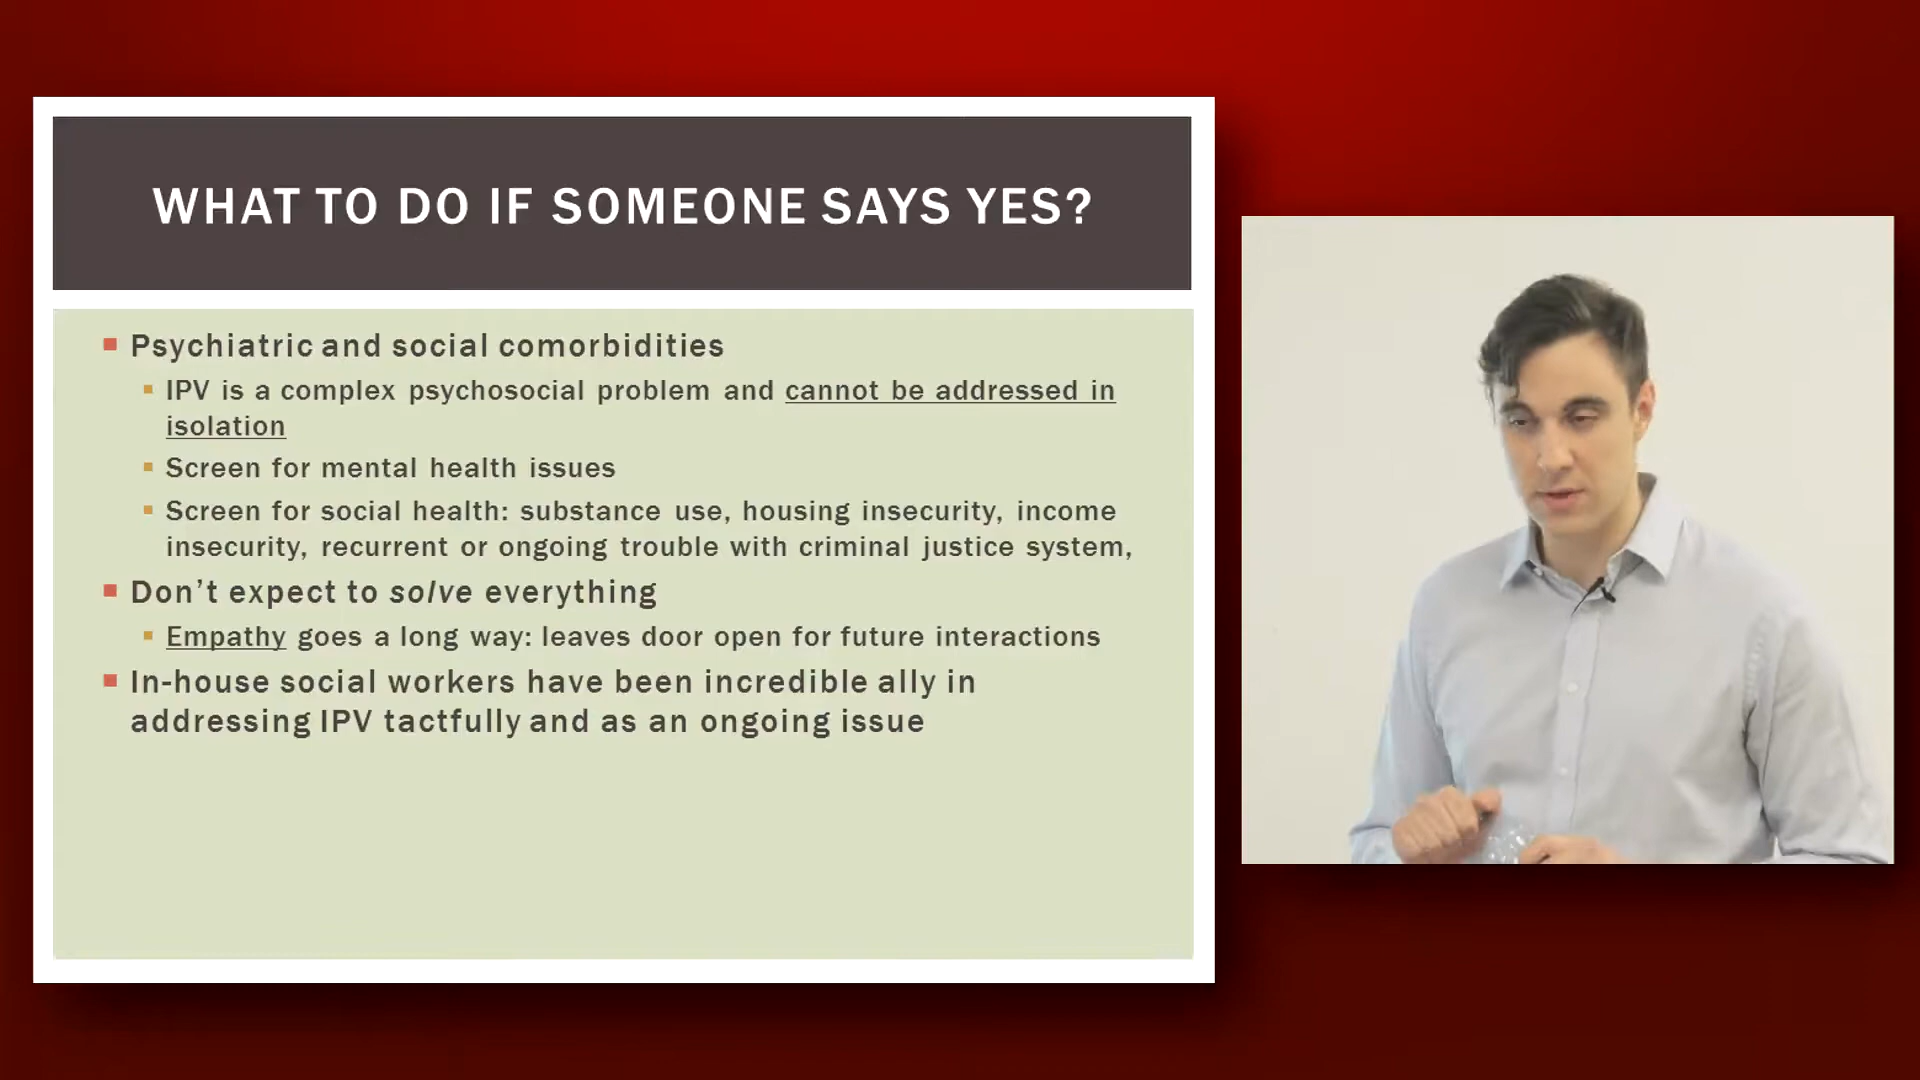 WHAT TO DO IF SOMEONE SAYS YES?
Psychiatric and social comorbidities
IPV is a complex psychosocial problem and cannot be addressed in
isolation
Screen for mental health issues
Screen for social health: substance use, housing insecurity, income
insecurity, recurrent or ongoing trouble with criminal justice system,
Don't expect to solve everything
Empathy goes a long way: leaves door open for future interactions
In-house social workers have been incredible ally in
addressing IPV tactfully and as an ongoing issue